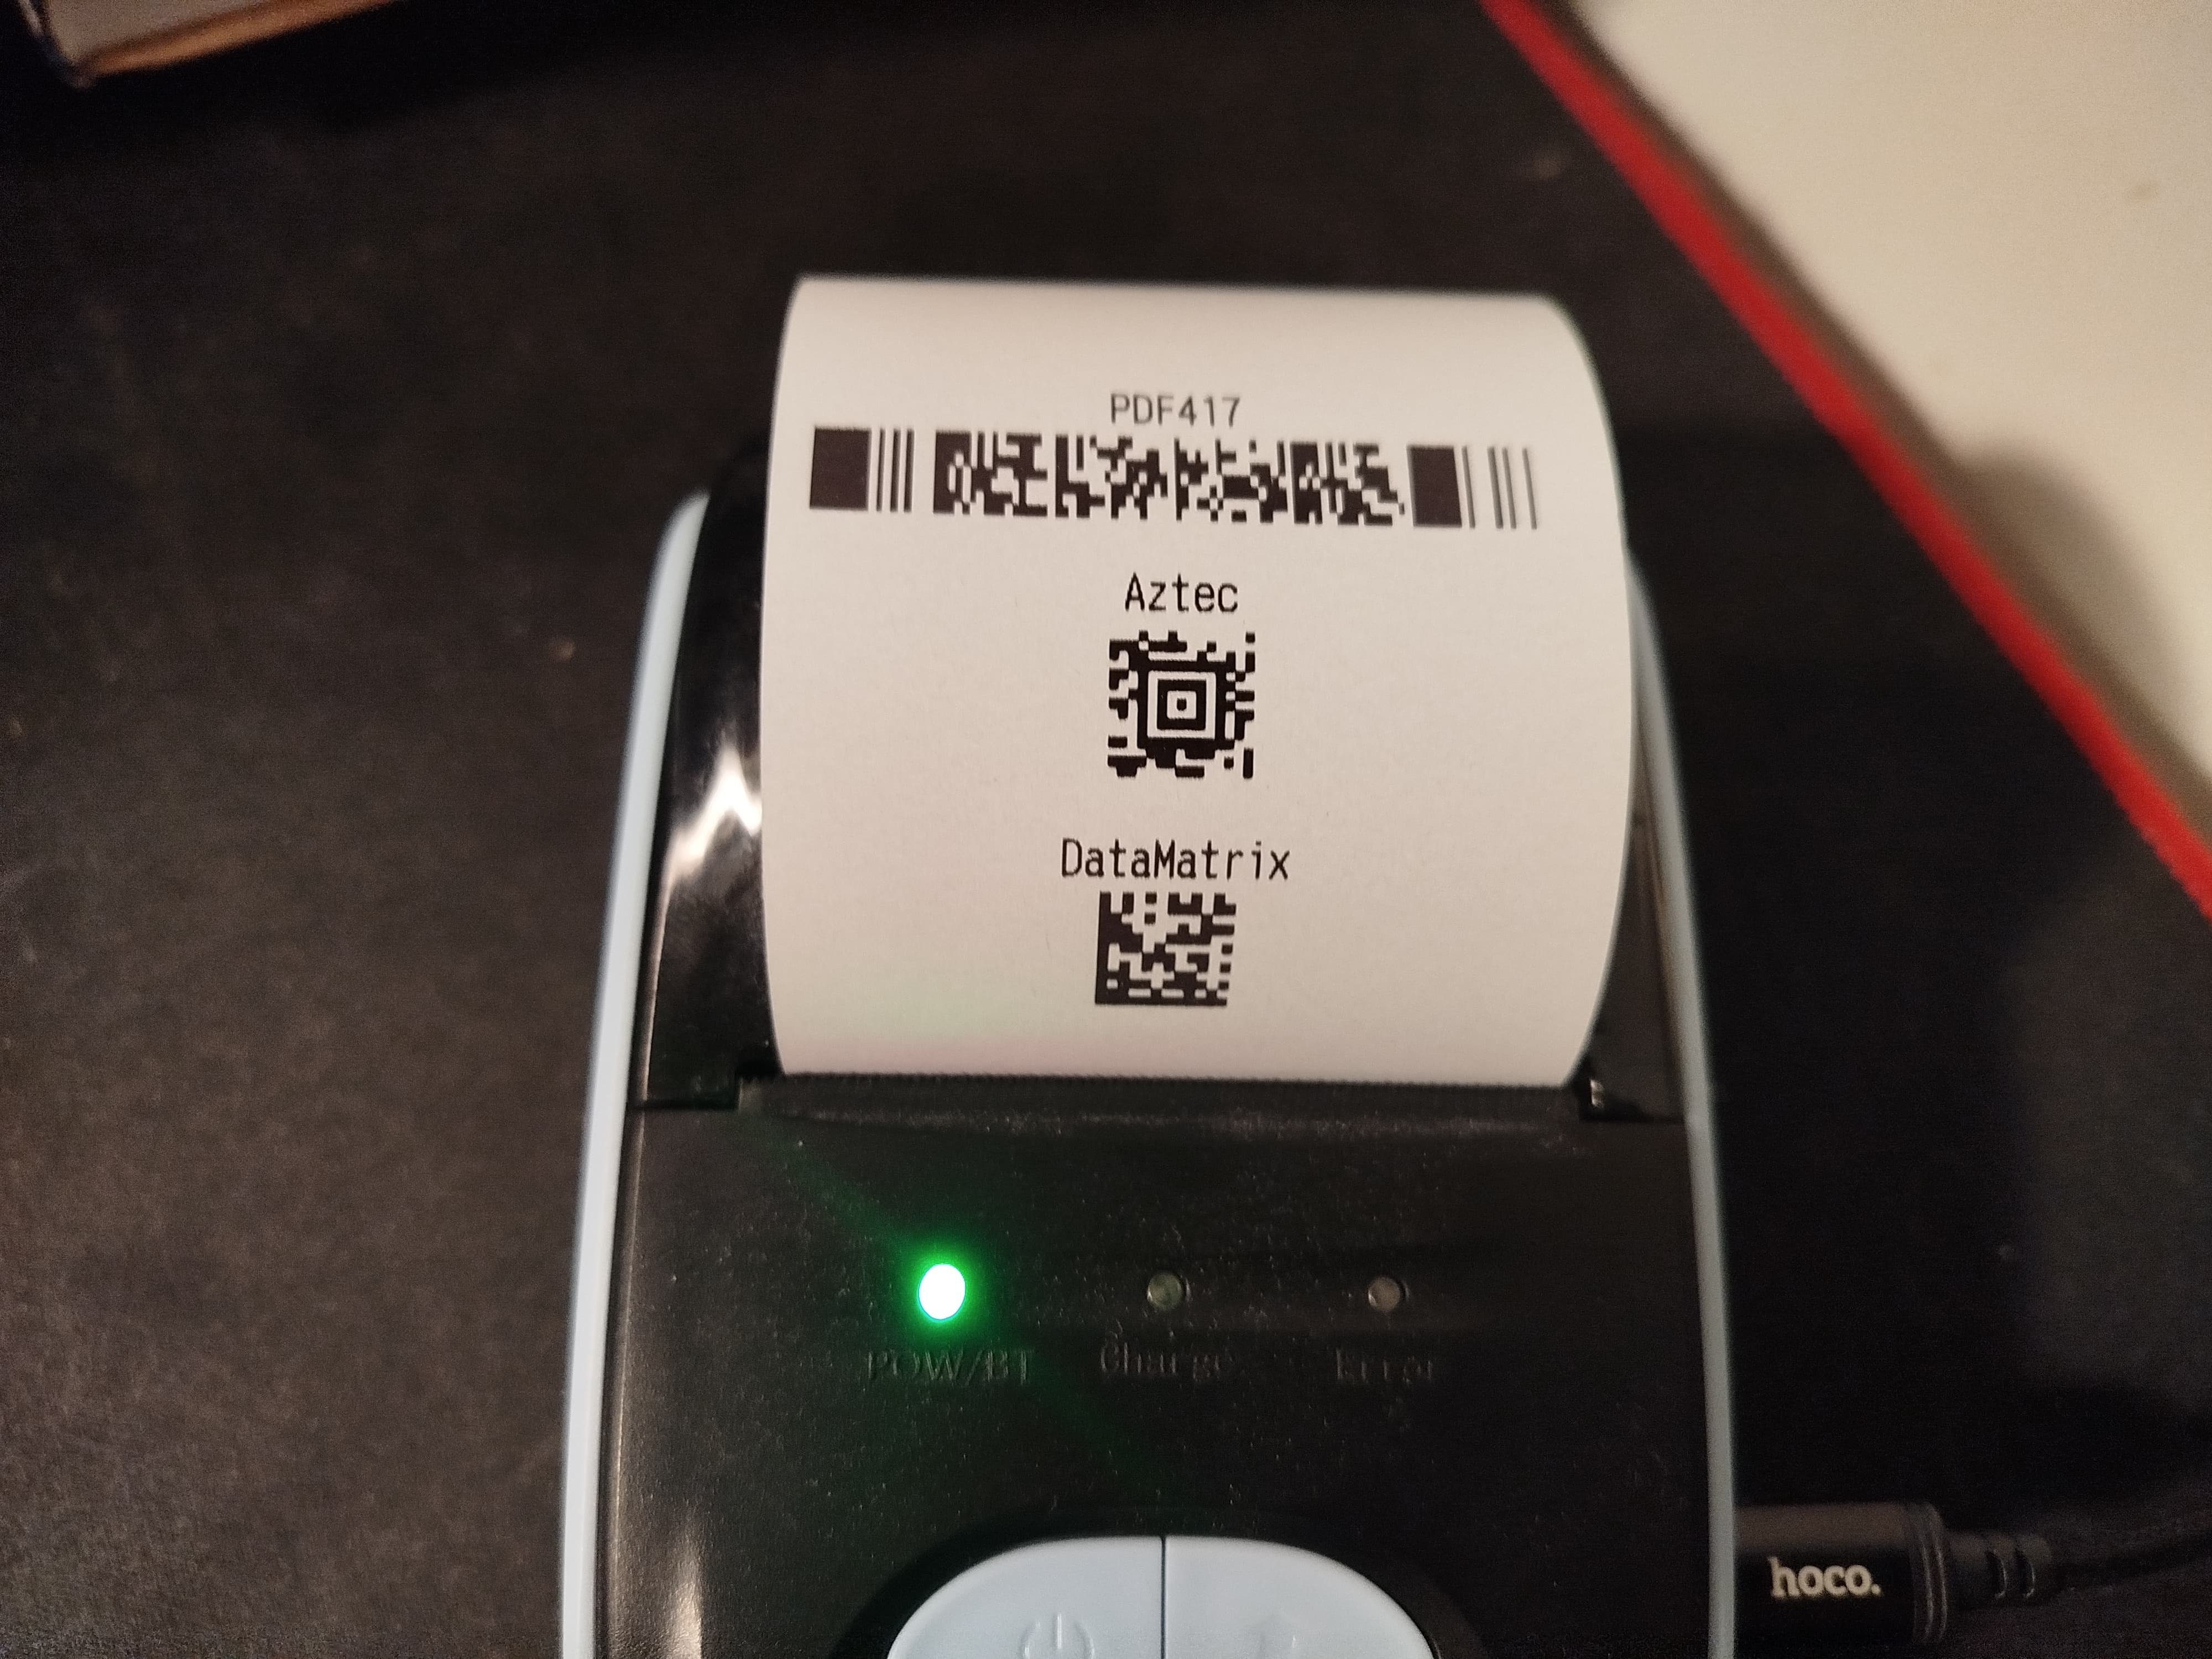 PDF417
Aztec
DataMatrix
POW/BT
Charge
Error
hoco.